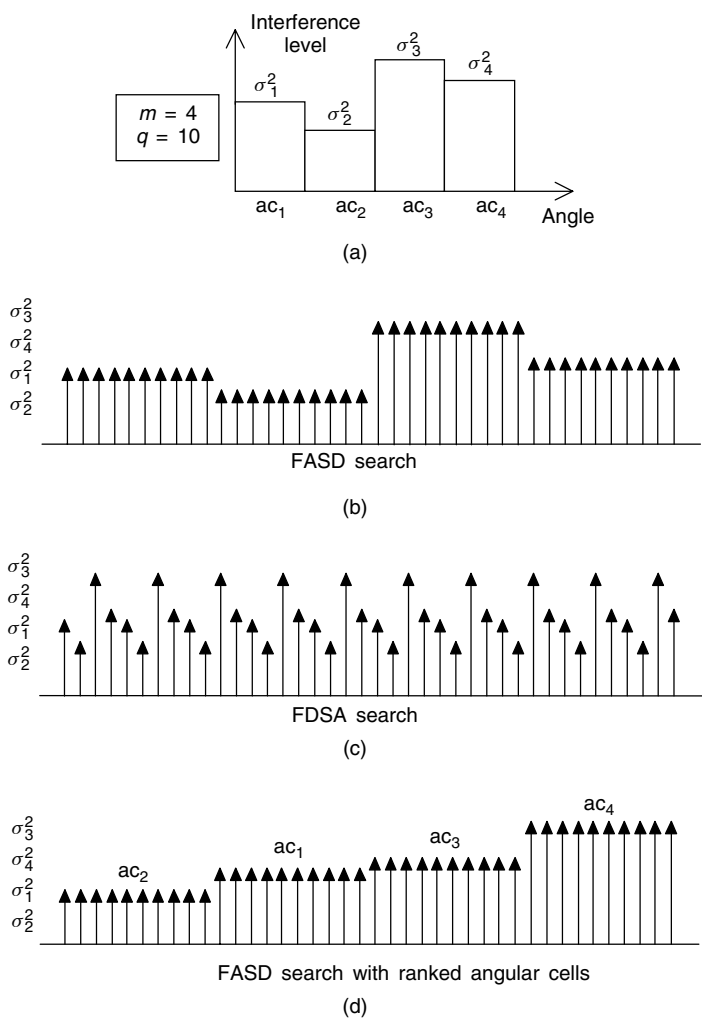 Interference
level
σ₁²
σ₂²
σ₃²
σ₄²
m = 4
q = 10
ac₁
ac₂
ac₃
ac₄
Angle
(a)
σ₃²
σ₄²
σ₁²
σ₂²
FASD search
(b)
σ₃²
σ₄²
σ₁²
σ₂²
FDSA search
(c)
σ₃²
σ₄²
σ₁²
σ₂²
ac₂
ac₁
ac₃
ac₄
FASD search with ranked angular cells
(d)